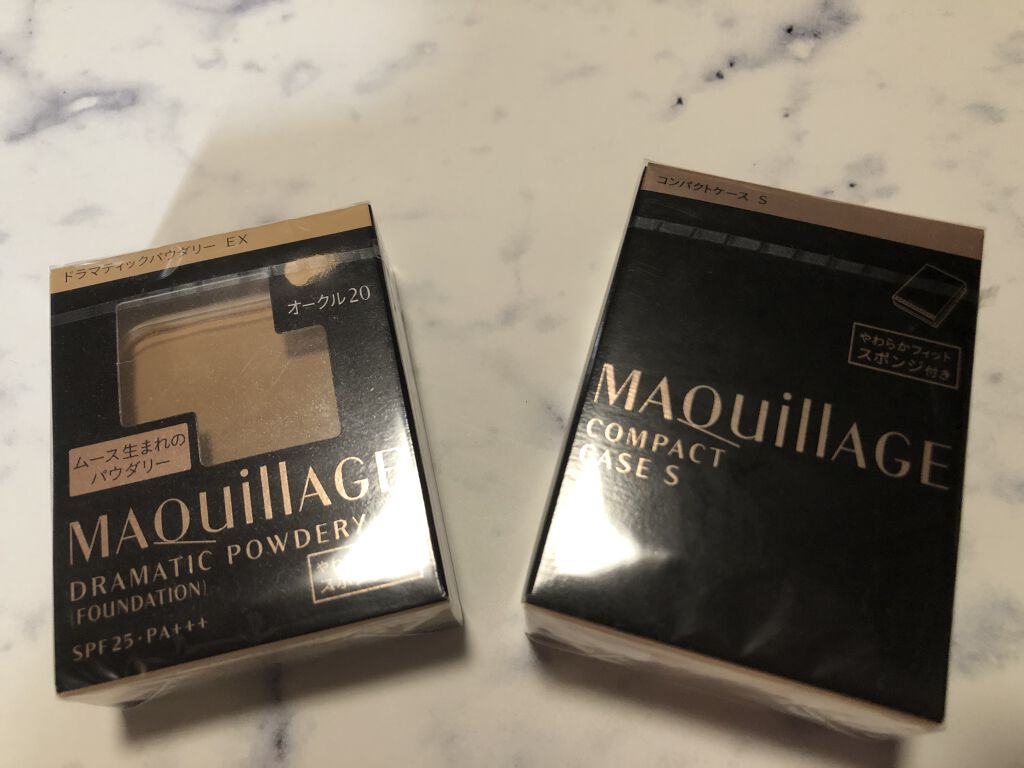 ドラマティックパウダリー EX
オークル20
ムース生まれの
パウダリー
MAQuillAGE
DRAMATIC POWDERY
(FOUNDATION)
SPF25・PA+++
コンパクトケース S
やわらかフィット
スポンジ付き
MAQuillAGE
COMPACT
CASE S